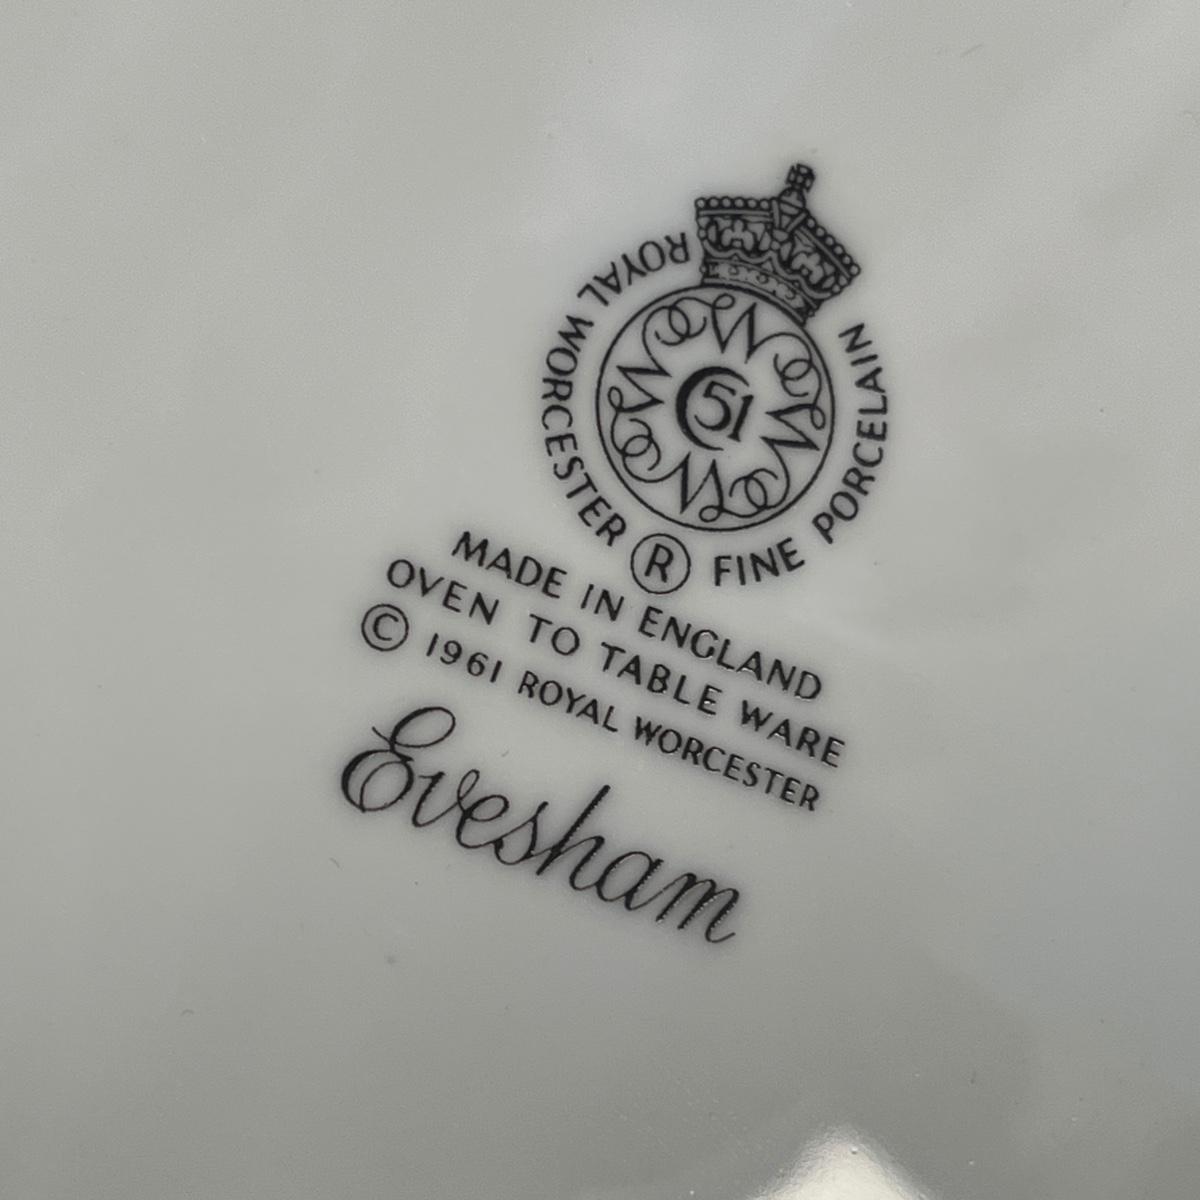 ROYAL WORCESTER ® FINE PORCELAIN
51
MADE IN ENGLAND
OVEN TO TABLE WARE
© 1961 ROYAL WORCESTER
Evesham